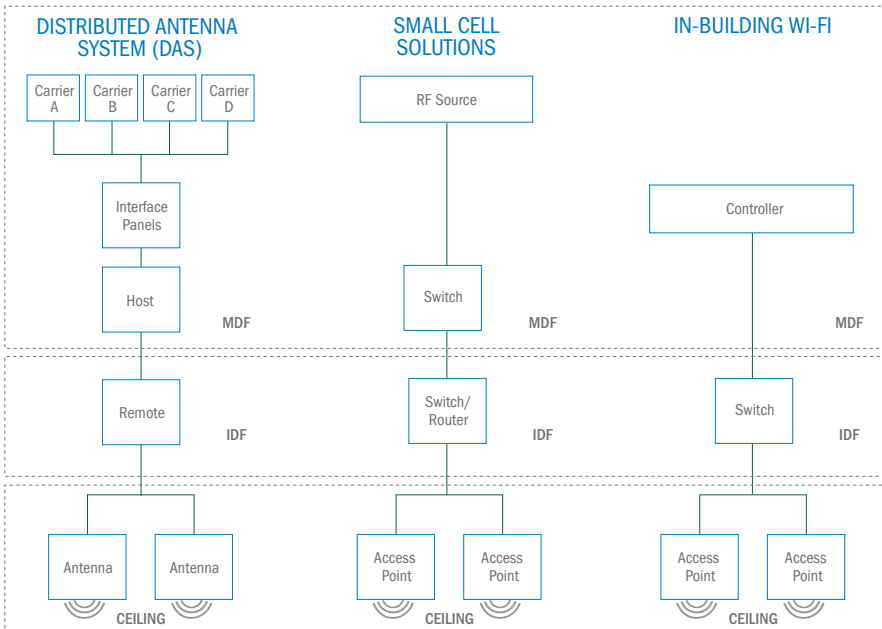 DISTRIBUTED ANTENNA
SYSTEM (DAS)
Carrier
A
Carrier
B
Carrier
C
Carrier
D
Interface
Panels
Host
MDF
Remote
IDF
Antenna
Antenna
CEILING
SMALL CELL
SOLUTIONS
RF Source
Switch
MDF
Switch/
Router
IDF
Access
Point
Access
Point
CEILING
IN-BUILDING WI-FI
Controller
MDF
Switch
IDF
Access
Point
Access
Point
CEILING